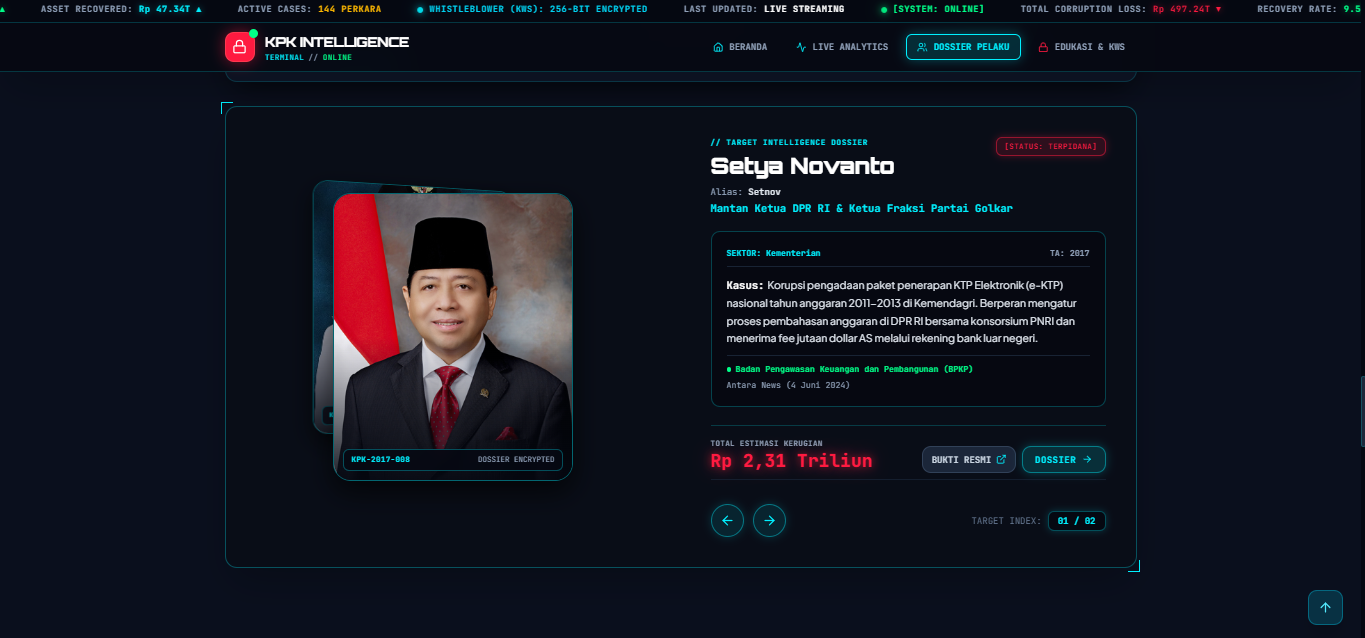 ASSET RECOVERED: Rp 47.34T ▲ ACTIVE CASES: 144 PERKARA ● WHISTLEBLOWER (KWS): 256-BIT ENCRYPTED LAST UPDATED: LIVE STREAMING ● [SYSTEM: ONLINE] TOTAL CORRUPTION LOSS: Rp 497.24T ▼ RECOVERY RATE: 9.5
KPK INTELLIGENCE
TERMINAL // ONLINE
BERANDA LIVE ANALYTICS DOSSIER PELAKU EDUKASI & KWS
// TARGET INTELLIGENCE DOSSIER
[STATUS: TERPIDANA]
Setya Novanto
Alias: Setnov
Mantan Ketua DPR RI & Ketua Fraksi Partai Golkar
SEKTOR: Kementerian TA: 2017
Kasus: Korupsi pengadaan paket penerapan KTP Elektronik (e-KTP)
nasional tahun anggaran 2011–2013 di Kemendagri. Berperan mengatur
proses pembahasan anggaran di DPR RI bersama konsorsium PNRI dan
menerima fee jutaan dollar AS melalui rekening bank luar negeri.
● Badan Pengawasan Keuangan dan Pembangunan (BPKP)
Antara News (4 Juni 2024)
KPK-2017-008 DOSSIER ENCRYPTED
TOTAL ESTIMASI KERUGIAN
Rp 2,31 Triliun
BUKTI RESMI DOSSIER →
← →
TARGET INDEX: 01 / 02